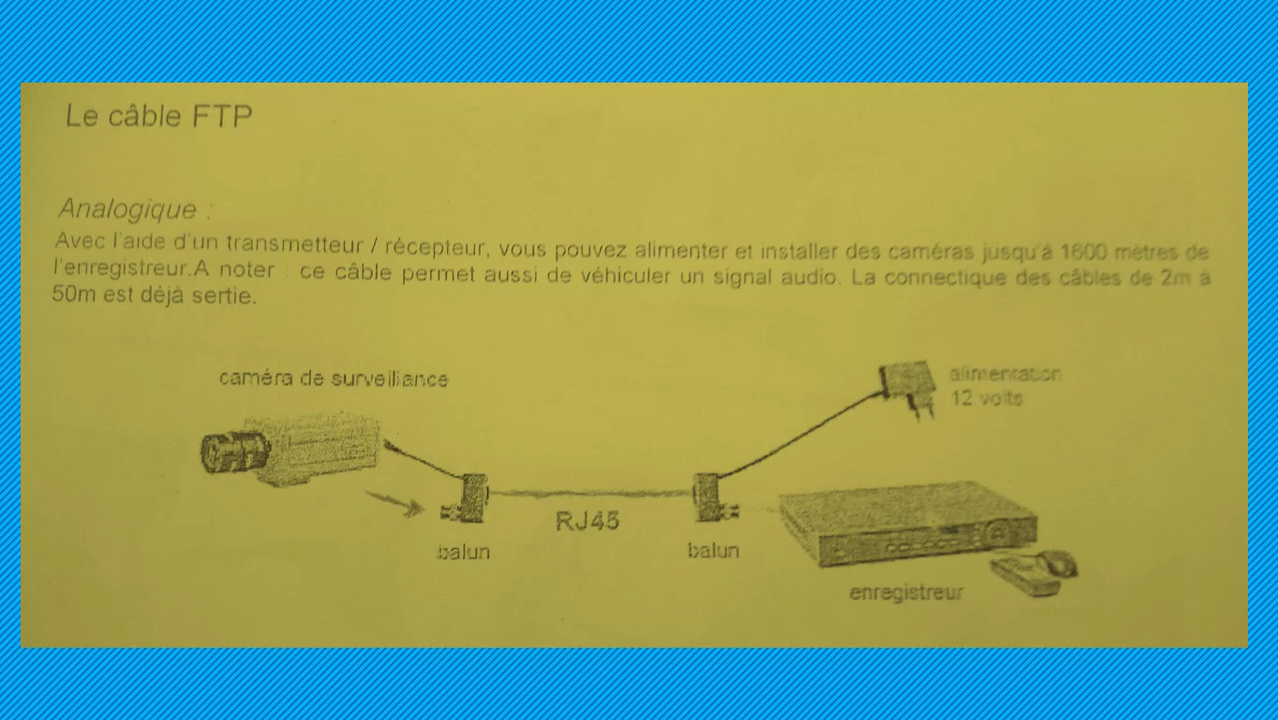 Le câble FTP
Analogique :
Avec l'aide d'un transmetteur / récepteur, vous pouvez alimenter et installer des caméras jusqu'à 1600 mètres de
l'enregistreur.A noter : ce câble permet aussi de véhiculer un signal audio. La connectique des câbles de 2m à
50m est déjà sertie.
caméra de surveillance
alimentation
12 volts
RJ45
balun
balun
enregistreur